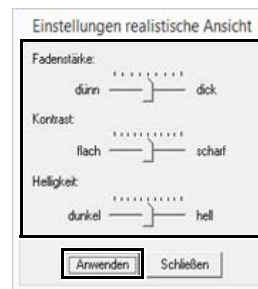 Einstellungen realistische Ansicht
Fadenstärke:
dünn dick
Kontrast:
flach scharf
Helligkeit:
dunkel hell
Anwenden Schließen